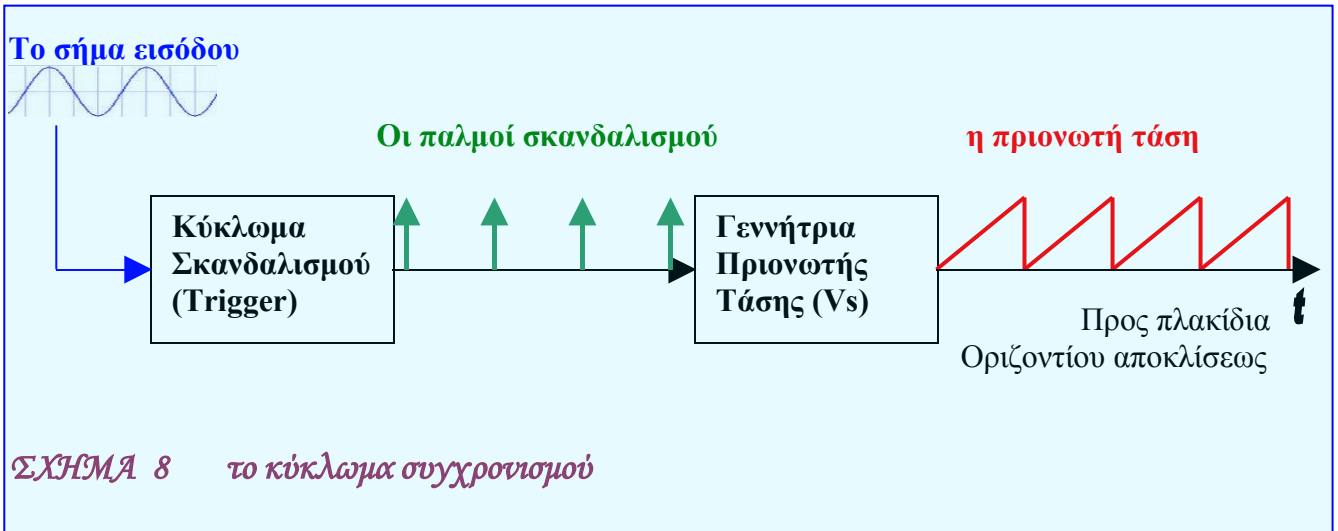 Το σήμα εισόδου
Οι παλμοί σκανδαλισμού
η πριονωτή τάση
Κύκλωμα
Σκανδαλισμού
(Trigger)
Γεννήτρια
Πριονωτής
Τάσης (Vs)
t
Προς πλακίδια
Οριζοντίου αποκλίσεως
ΣΧΗΜΑ 8 το κύκλωμα συγχρονισμού